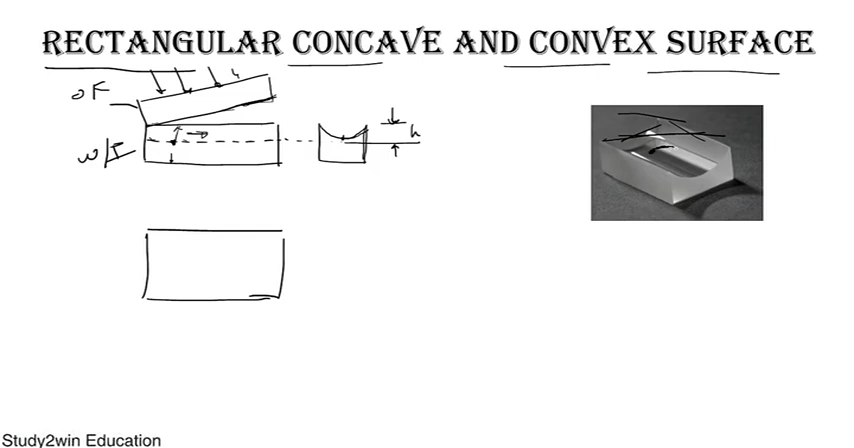 RECTANGULAR CONCAVE AND CONVEX SURFACE
OF
W/I
h
Study2win Education